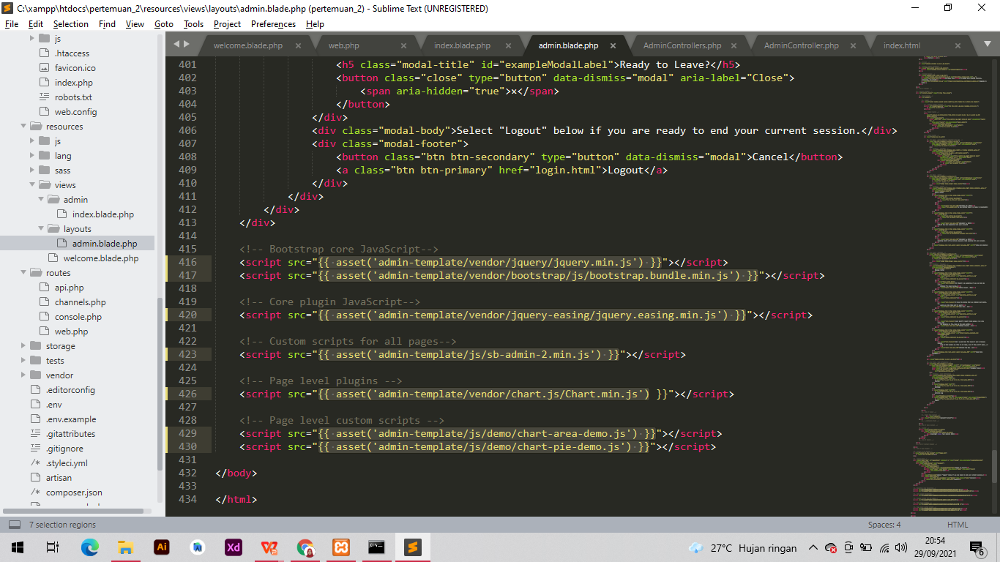 C:\xampp\htdocs\pertemuan_2\resources\views\layouts\admin.blade.php (pertemuan_2) - Sublime Text (UNREGISTERED)
File Edit Selection Find View Goto Tools Project Preferences Help
js
.htaccess
favicon.ico
index.php
robots.txt
web.config
resources
js
lang
sass
views
admin
index.blade.php
layouts
admin.blade.php
welcome.blade.php
routes
api.php
channels.php
console.php
web.php
storage
tests
vendor
.editorconfig
.env
.env.example
.gitattributes
.gitignore
.styleci.yml
artisan
composer.json
welcome.blade.php × web.php × index.blade.php × admin.blade.php × AdminControllers.php × AdminController.php × index.html ×
401 <h5 class="modal-title" id="exampleModalLabel">Ready to Leave?</h5>
402 <button class="close" type="button" data-dismiss="modal" aria-label="Close">
403 <span aria-hidden="true">×</span>
404 </button>
405 </div>
406 <div class="modal-body">Select "Logout" below if you are ready to end your current session.</div>
407 <div class="modal-footer">
408 <button class="btn btn-secondary" type="button" data-dismiss="modal">Cancel</button>
409 <a class="btn btn-primary" href="login.html">Logout</a>
410 </div>
411 </div>
412 </div>
413 </div>
414
415 <!-- Bootstrap core JavaScript-->
416 <script src="{{ asset('admin-template/vendor/jquery/jquery.min.js') }}"></script>
417 <script src="{{ asset('admin-template/vendor/bootstrap/js/bootstrap.bundle.min.js') }}"></script>
418
419 <!-- Core plugin JavaScript-->
420 <script src="{{ asset('admin-template/vendor/jquery-easing/jquery.easing.min.js') }}"></script>
421
422 <!-- Custom scripts for all pages-->
423 <script src="{{ asset('admin-template/js/sb-admin-2.min.js') }}"></script>
424
425 <!-- Page level plugins -->
426 <script src="{{ asset('admin-template/vendor/chart.js/Chart.min.js') }}"></script>
427
428 <!-- Page level custom scripts -->
429 <script src="{{ asset('admin-template/js/demo/chart-area-demo.js') }}"></script>
430 <script src="{{ asset('admin-template/js/demo/chart-pie-demo.js') }}"></script>
431
432 </body>
433
434 </html>
7 selection regions Spaces: 4 HTML
Ai Xd 27°C Hujan ringan 20:54
29/09/2021 6